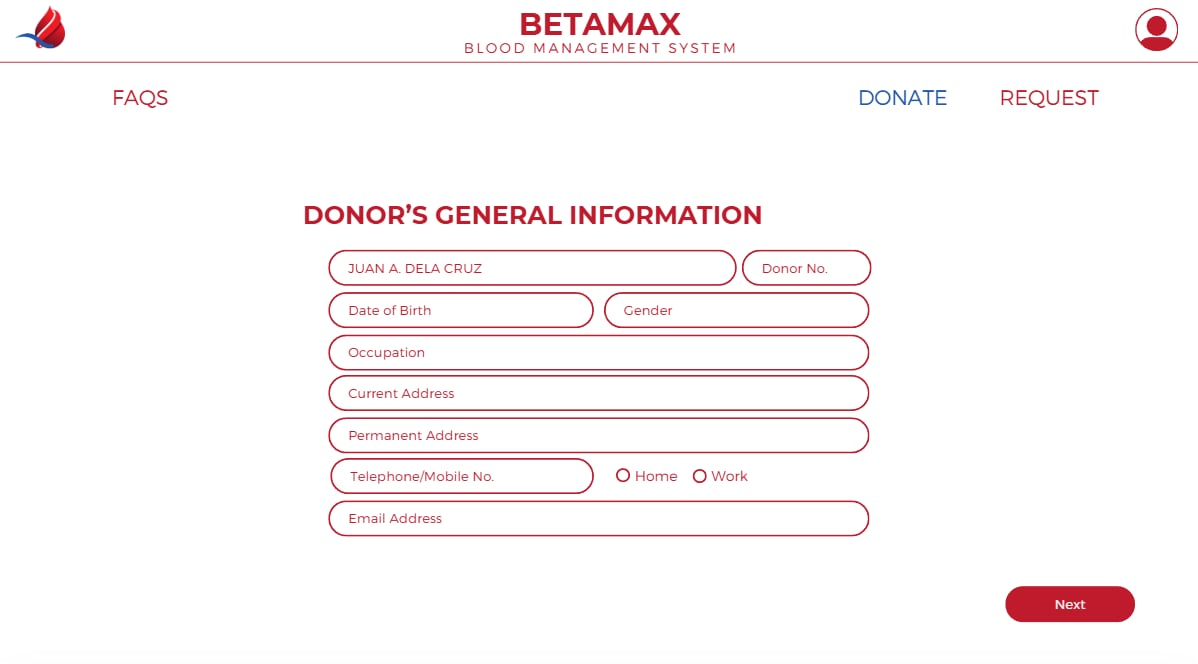 BETAMAX
BLOOD MANAGEMENT SYSTEM
FAQS DONATE REQUEST
DONOR’S GENERAL INFORMATION
JUAN A. DELA CRUZ Donor No.
Date of Birth Gender
Occupation
Current Address
Permanent Address
Telephone/Mobile No. Home Work
Email Address
Next